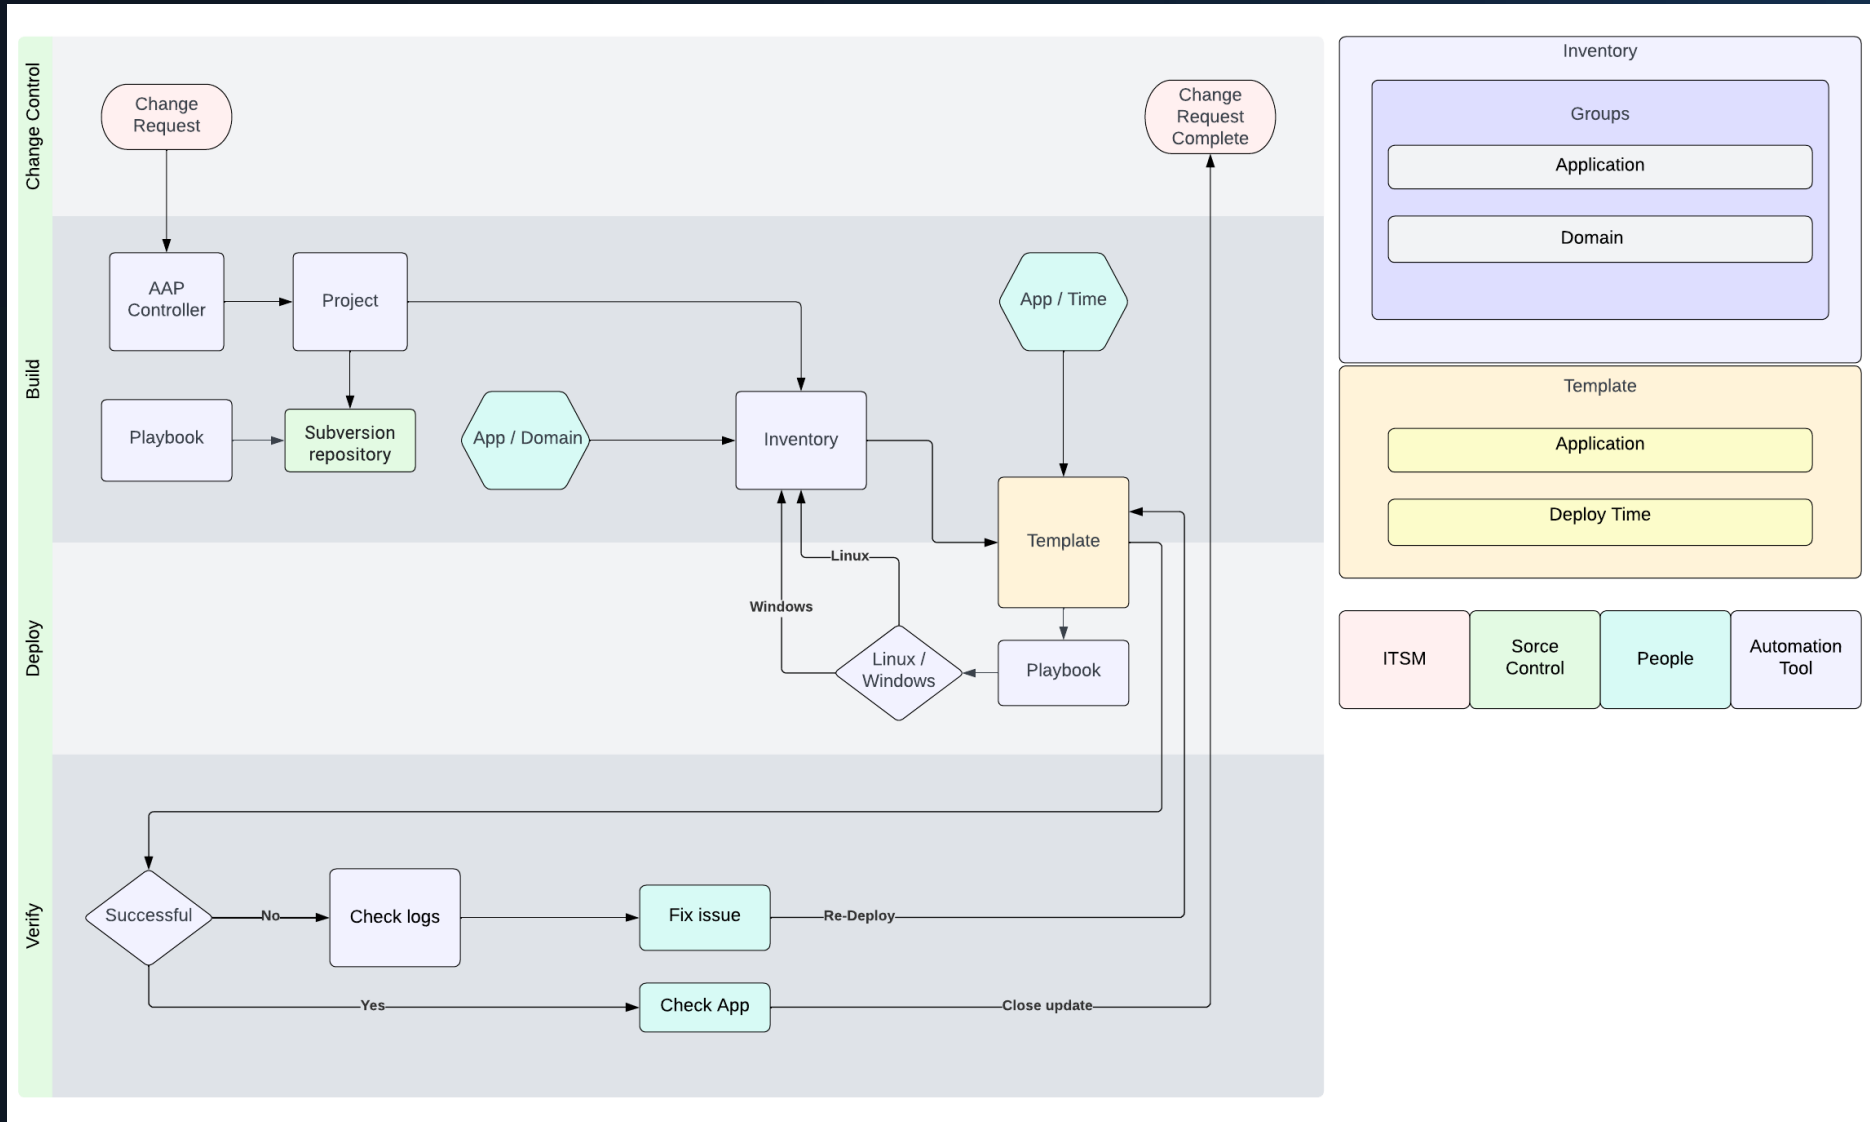 Change Control
Change
Request
Change
Request
Complete
Build
AAP
Controller
Project
App / Time
Playbook
Subversion
repository
App / Domain
Inventory
Template
Deploy
Linux
Windows
Linux /
Windows
Playbook
Verify
Successful
No
Check logs
Fix issue
Re-Deploy
Yes
Check App
Close update
Inventory
Groups
Application
Domain
Template
Application
Deploy Time
ITSM
Sorce
Control
People
Automation
Tool